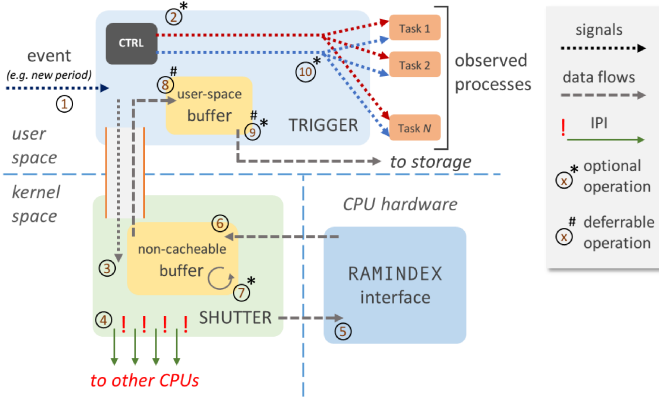 2 *
CTRL
Task 1
signals
event
(e.g. new period)
1
10 *
Task 2
observed
processes
data flows
8 #
user-space
buffer
9 #
*
TRIGGER
Task N
! IPI
user
space
to storage
x * optional
operation
kernel
space
CPU hardware
x # deferrable
operation
6
non-cacheable
buffer
3
7 *
RAMINDEX
interface
4 ! ! ! !
SHUTTER
5
to other CPUs